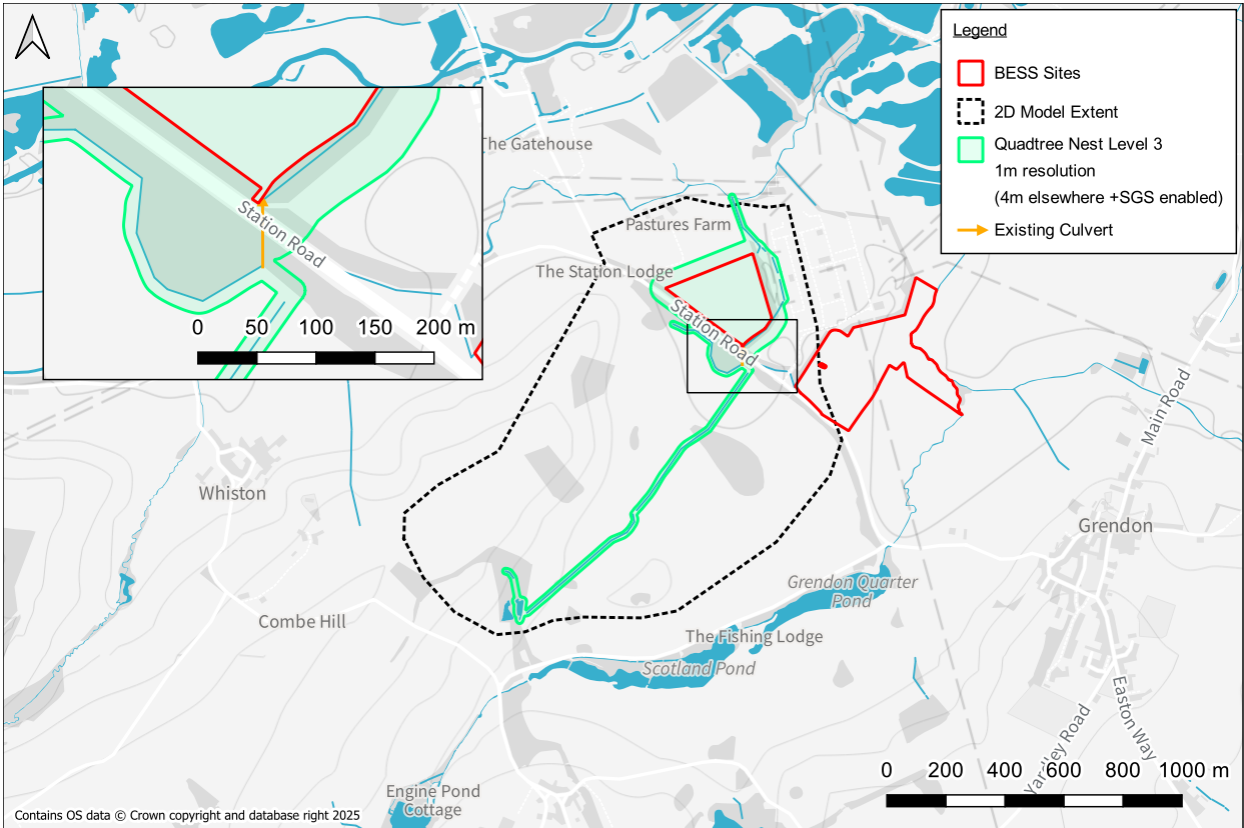 Legend
BESS Sites
2D Model Extent
Quadtree Nest Level 3
1m resolution
(4m elsewhere +SGS enabled)
Existing Culvert
The Gatehouse
Station Road
0 50 100 150 200 m
Pastures Farm
The Station Lodge
Station Road
Main Road
Whiston
Grendon
Grendon Quarter
Pond
Combe Hill
The Fishing Lodge
Scotland Pond
Easton Way
Yardley Road
Engine Pond
Cottage
0 200 400 600 800 1000 m
Contains OS data © Crown copyright and database right 2025